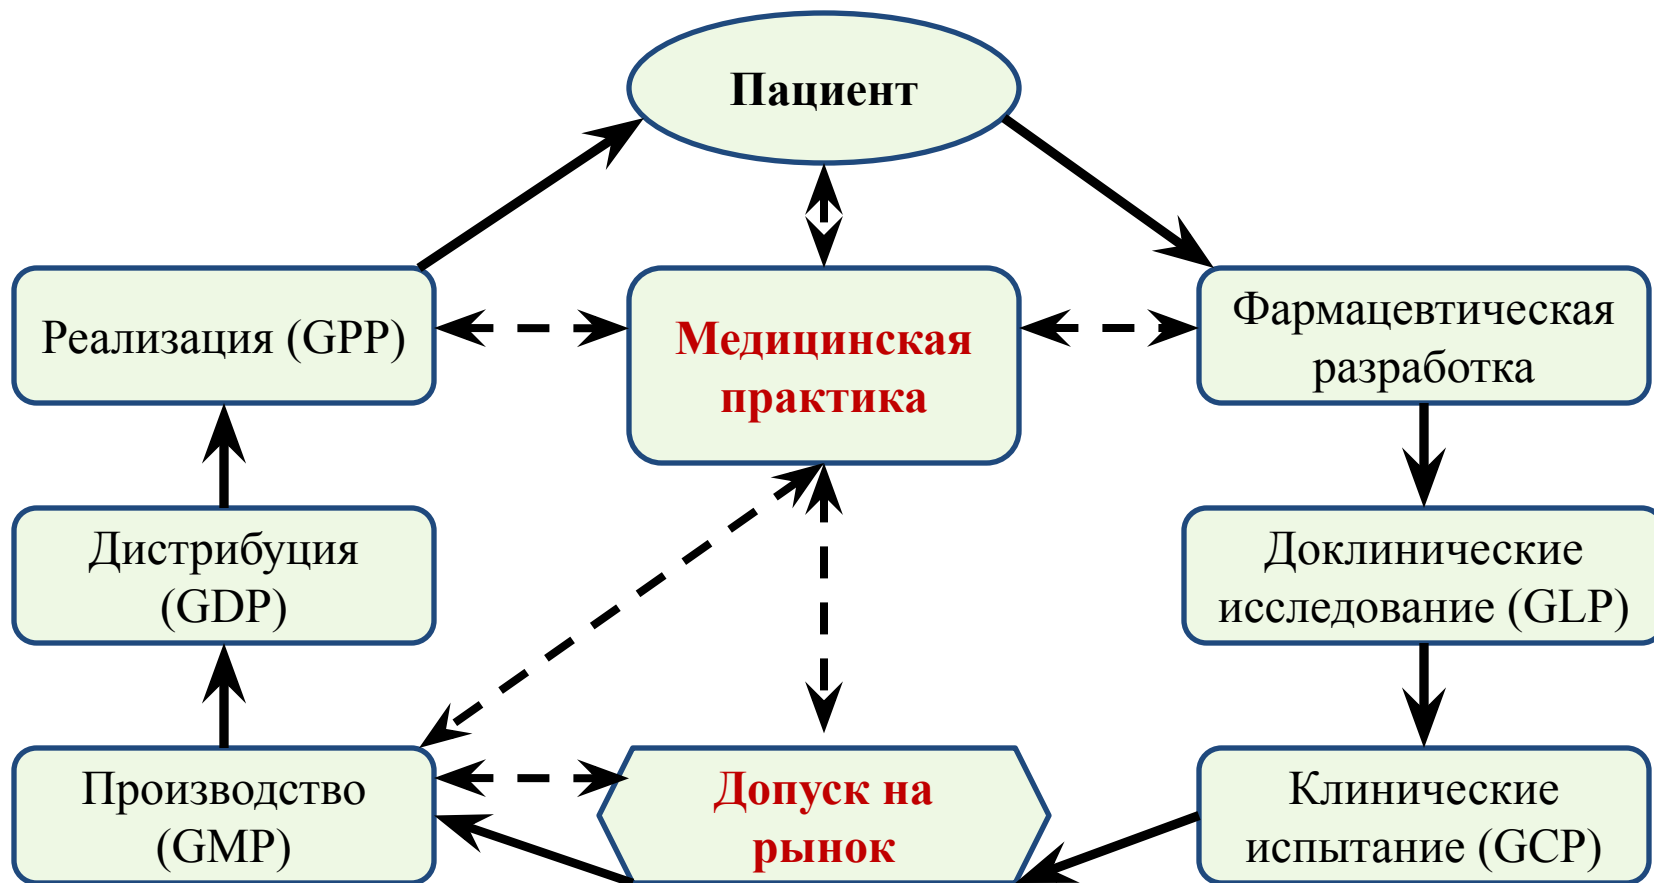 Пациент
Реализация (GPP)
Медицинская
практика
Фармацевтическая
разработка
Дистрибуция
(GDP)
Доклинические
исследование (GLP)
Производство
(GMP)
Допуск на
рынок
Клинические
испытание (GCP)